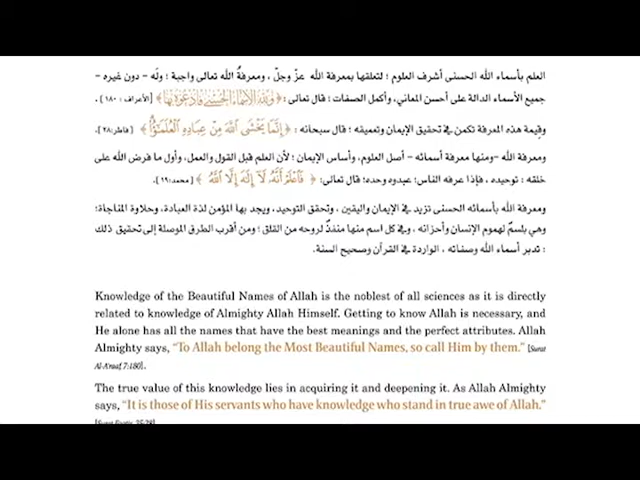 العلم بأسماء الله الحسنى أشرف العلوم ؛ لتعلقها بمعرفة الله عزّ وجلّ ، ومعرفةُ الله تعالى واجبة ؛ ولَه - دون غيره -
جميع الأسماء الدالة على أحسن المعاني، وأكمل الصفات ؛ قال تعالى : ﴿ وَلِلَّهِ الْأَسْمَاءُ الْحُسْنَى فَادْعُوهُ بِهَا ﴾ [الأعراف : ١٨٠] .
وقيمة هذه المعرفة تكمن في تحقيق الإيمان وتعميقه ؛ قال سبحانه : ﴿ إِنَّمَا يَخْشَى اللَّهَ مِنْ عِبَادِهِ الْعُلَمَٰٓؤُا۟ ﴾ [فاطر:٢٨].
ومعرفة الله -ومنها معرفة أسمائه - أصل العلوم، وأساس الإيمان ؛ لأن العلم قبل القول والعمل، وأول ما فرض الله على
خلقه : توحيده ، فإذا عرفه الناس؛ عبدوه وحده؛ قال تعالى: ﴿ فَاعْلَمْ أَنَّهُ لَا إِلَهَ إِلَّا اللَّهُ ﴾ [محمد:١٩].
ومعرفة الله بأسمائه الحسنى تزيد في الإيمان واليقين ، وتحقق التوحيد، ويجد بها المؤمن لذة العبادة، وحلاوة المناجاة؛
وهي بلسمٌ لهموم الإنسان وأحزانه ، وفي كل اسم منها منفذٌ لروحه من القلق ؛ ومن أقرب الطرق الموصلة إلى تحقيق ذلك
: تدبر أسماء الله وصفاته ، الواردة في القرآن وصحيح السنة.
Knowledge of the Beautiful Names of Allah is the noblest of all sciences as it is directly
related to knowledge of Almighty Allah Himself. Getting to know Allah is necessary, and
He alone has all the names that have the best meanings and the perfect attributes. Allah
Almighty says, “To Allah belong the Most Beautiful Names, so call Him by them.” [Surat
Al-A'raaf, 7:180].
The true value of this knowledge lies in acquiring it and deepening it. As Allah Almighty
says, “It is those of His servants who have knowledge who stand in true awe of Allah.”